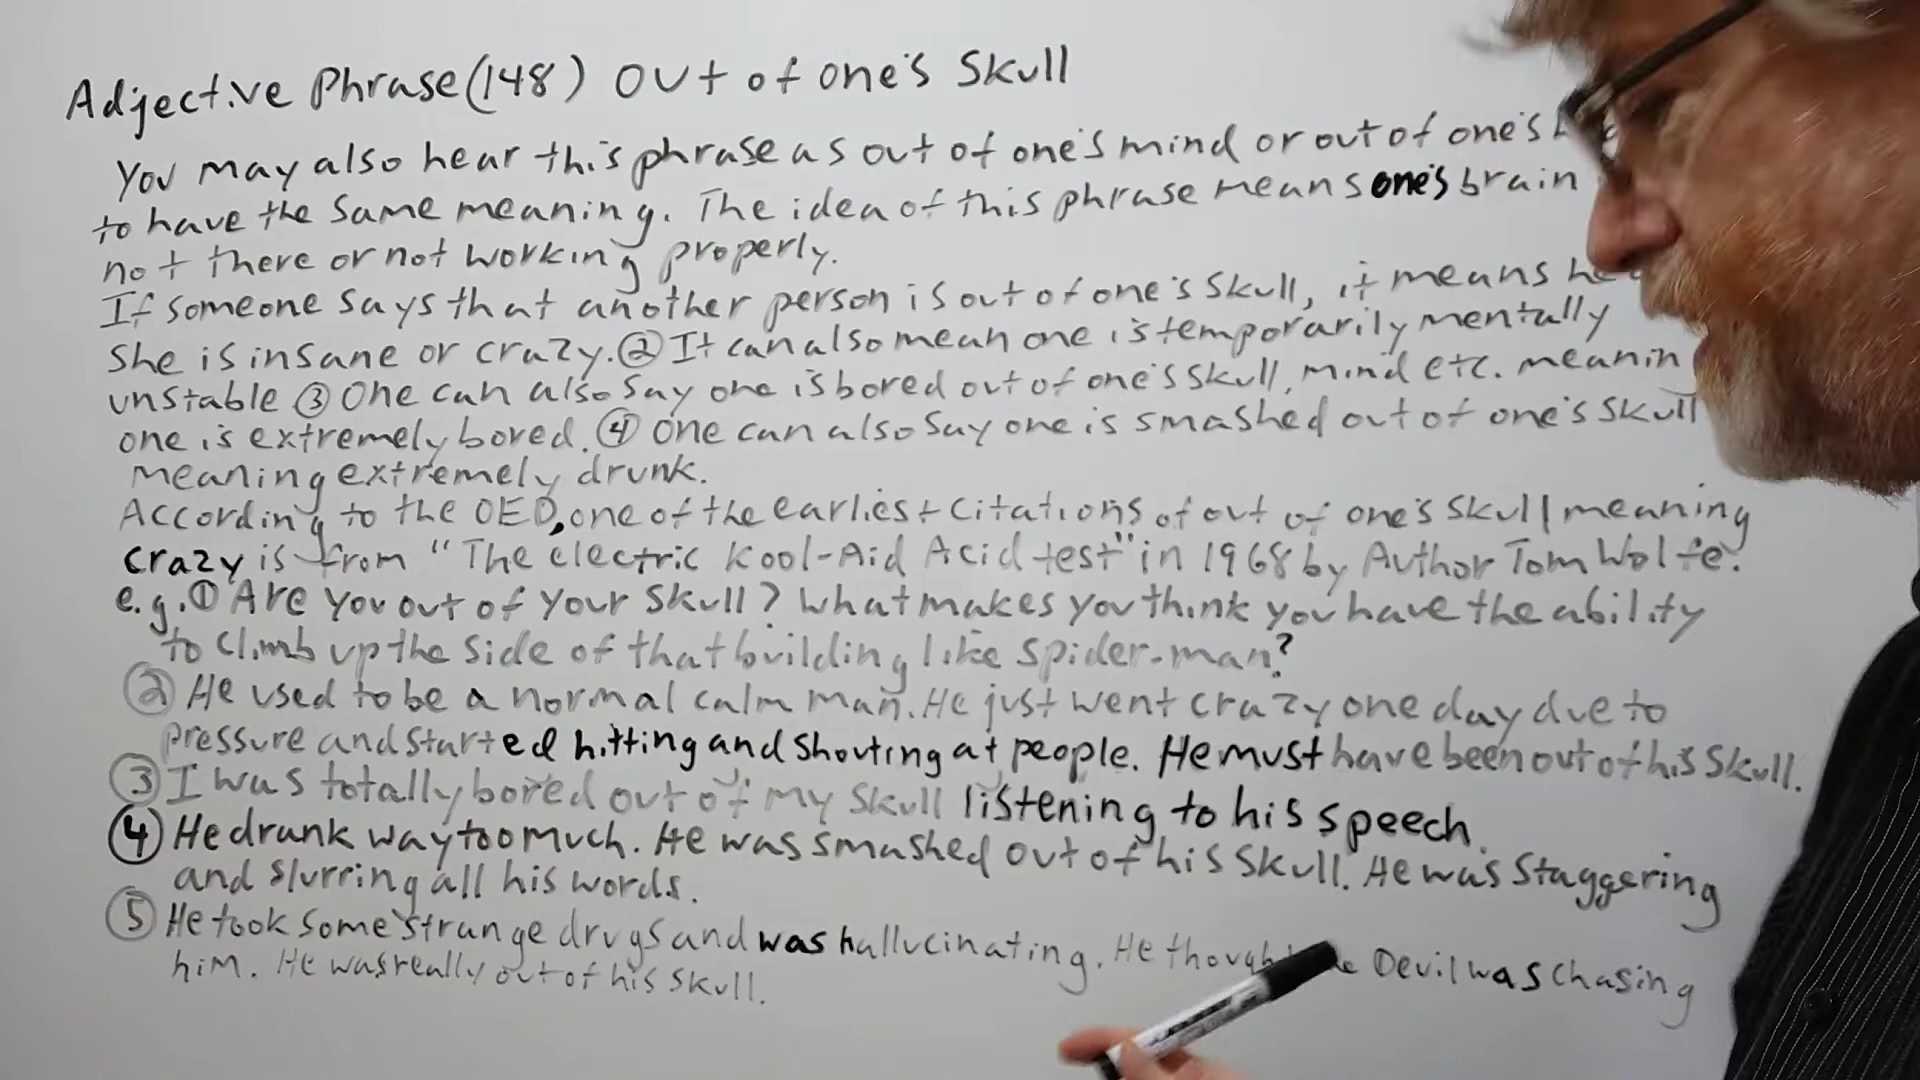 Adjective Phrase (148) Out of one's Skull
You may also hear this phrase as out of one's mind or out of one's
to have the same meaning. The idea of this phrase means one's brain
not there or not working properly.
If someone says that another person is out of one's skull, it means
she is insane or crazy. ② It can also mean one is temporarily mentally
unstable ③ One can also say one is bored out of one's skull, mind etc. meanin
one is extremely bored. ④ One can also say one is smashed out of one's skull
meaning extremely drunk.
According to the OED, one of the earliest citations of out of one's skull meaning
crazy is from "The electric Kool-Aid Acid test" in 1968 by Author Tom Wolfe.
e.g. ① Are you out of your skull? What makes you think you have the ability
to climb up the side of that building like Spider-man?
② He used to be a normal calm man. He just went crazy one day due to
pressure and started hitting and shouting at people. He must have been out of his skull.
③ I was totally bored out of my skull listening to his speech.
④ He drank way too much. He was smashed out of his skull. He was staggering
and slurring all his words.
⑤ He took some strange drugs and was hallucinating. He though Devil was chasing
him. He was really out of his skull.